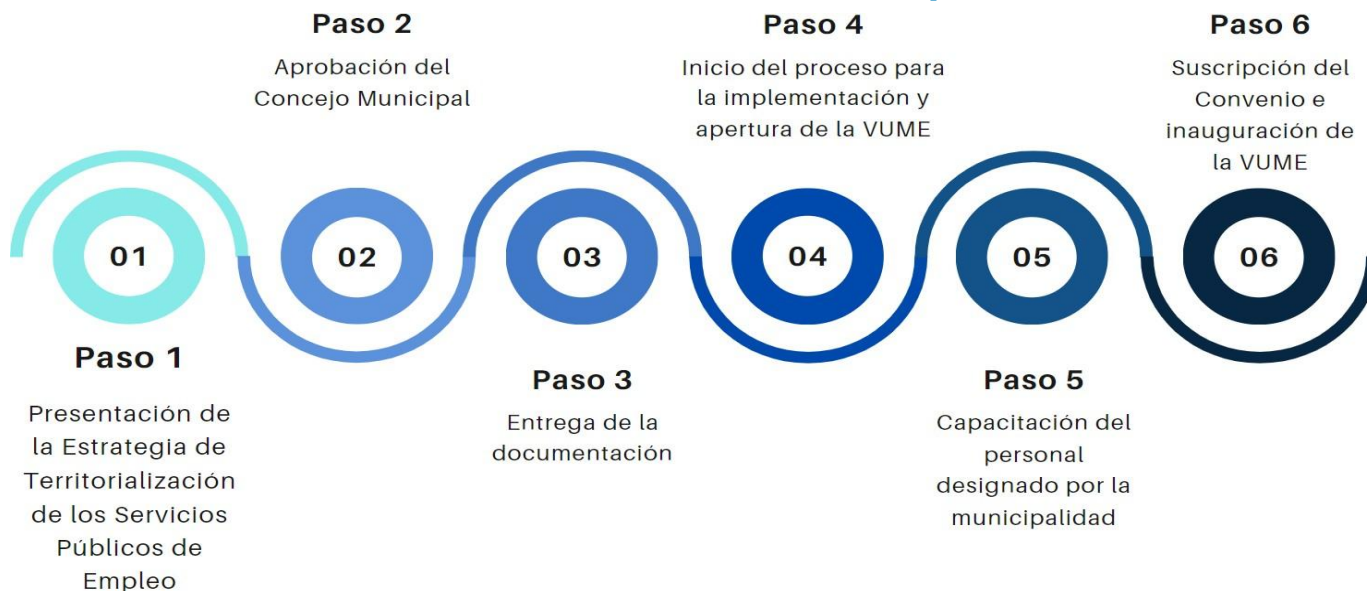 Paso 1
Presentación de
la Estrategia de
Territorialización
de los Servicios
Públicos de
Empleo
01
Paso 2
Aprobación del
Concejo Municipal
02
03
Paso 3
Entrega de la
documentación
Paso 4
Inicio del proceso para
la implementación y
apertura de la VUME
04
05
Paso 5
Capacitación del
personal
designado por la
municipalidad
Paso 6
Suscripción del
Convenio e
inauguración de
la VUME
06